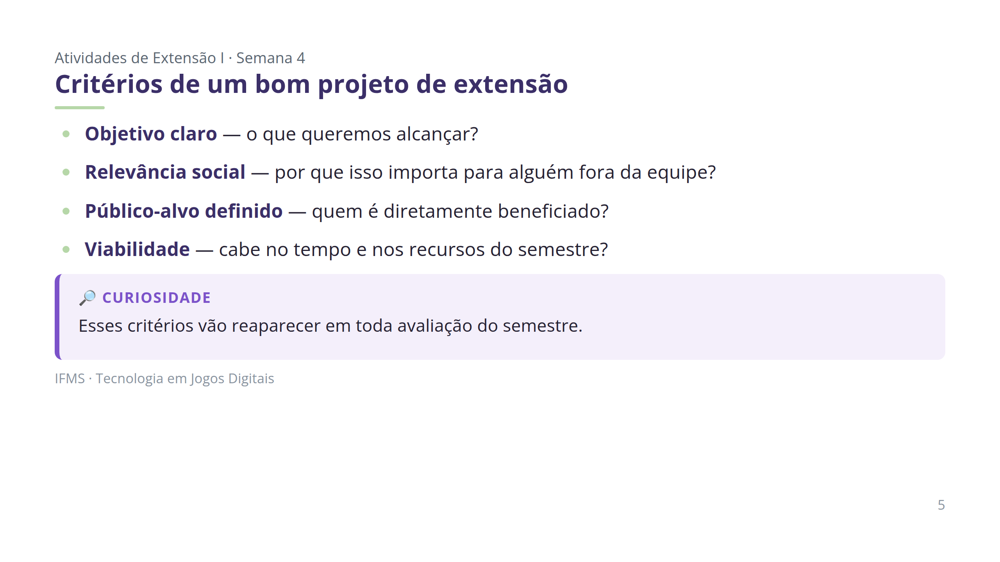 Atividades de Extensão I · Semana 4
Critérios de um bom projeto de extensão
Objetivo claro — o que queremos alcançar?
Relevância social — por que isso importa para alguém fora da equipe?
Público-alvo definido — quem é diretamente beneficiado?
Viabilidade — cabe no tempo e nos recursos do semestre?
🔎 CURIOSIDADE
Esses critérios vão reaparecer em toda avaliação do semestre.
IFMS · Tecnologia em Jogos Digitais
5